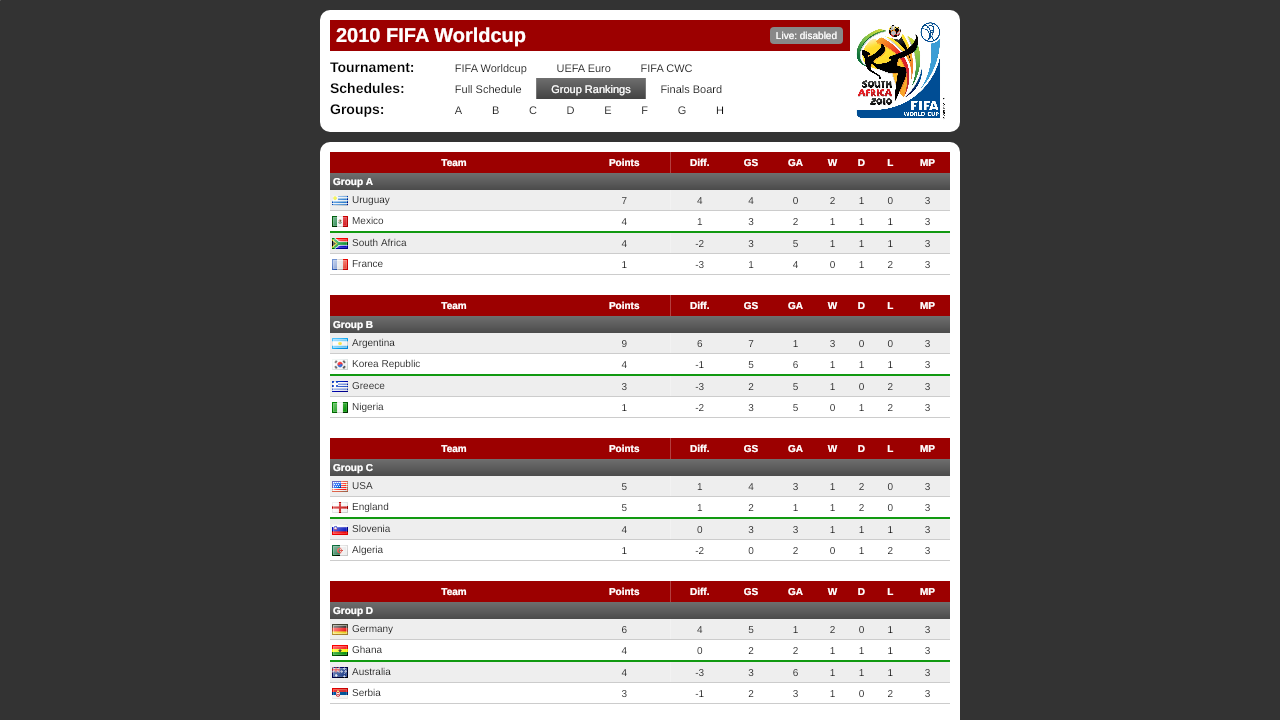 2010 FIFA Worldcup Live: disabled
Tournament: FIFA Worldcup UEFA Euro FIFA CWC
Schedules: Full Schedule Group Rankings Finals Board
Groups: A B C D E F G H
SOUTH
AFRICA
2010
FIFA
WORLD CUP
Team Points Diff. GS GA W D L MP
Group A
Uruguay 7 4 4 0 2 1 0 3
Mexico 4 1 3 2 1 1 1 3
South Africa 4 -2 3 5 1 1 1 3
France 1 -3 1 4 0 1 2 3
Team Points Diff. GS GA W D L MP
Group B
Argentina 9 6 7 1 3 0 0 3
Korea Republic 4 -1 5 6 1 1 1 3
Greece 3 -3 2 5 1 0 2 3
Nigeria 1 -2 3 5 0 1 2 3
Team Points Diff. GS GA W D L MP
Group C
USA 5 1 4 3 1 2 0 3
England 5 1 2 1 1 2 0 3
Slovenia 4 0 3 3 1 1 1 3
Algeria 1 -2 0 2 0 1 2 3
Team Points Diff. GS GA W D L MP
Group D
Germany 6 4 5 1 2 0 1 3
Ghana 4 0 2 2 1 1 1 3
Australia 4 -3 3 6 1 1 1 3
Serbia 3 -1 2 3 1 0 2 3